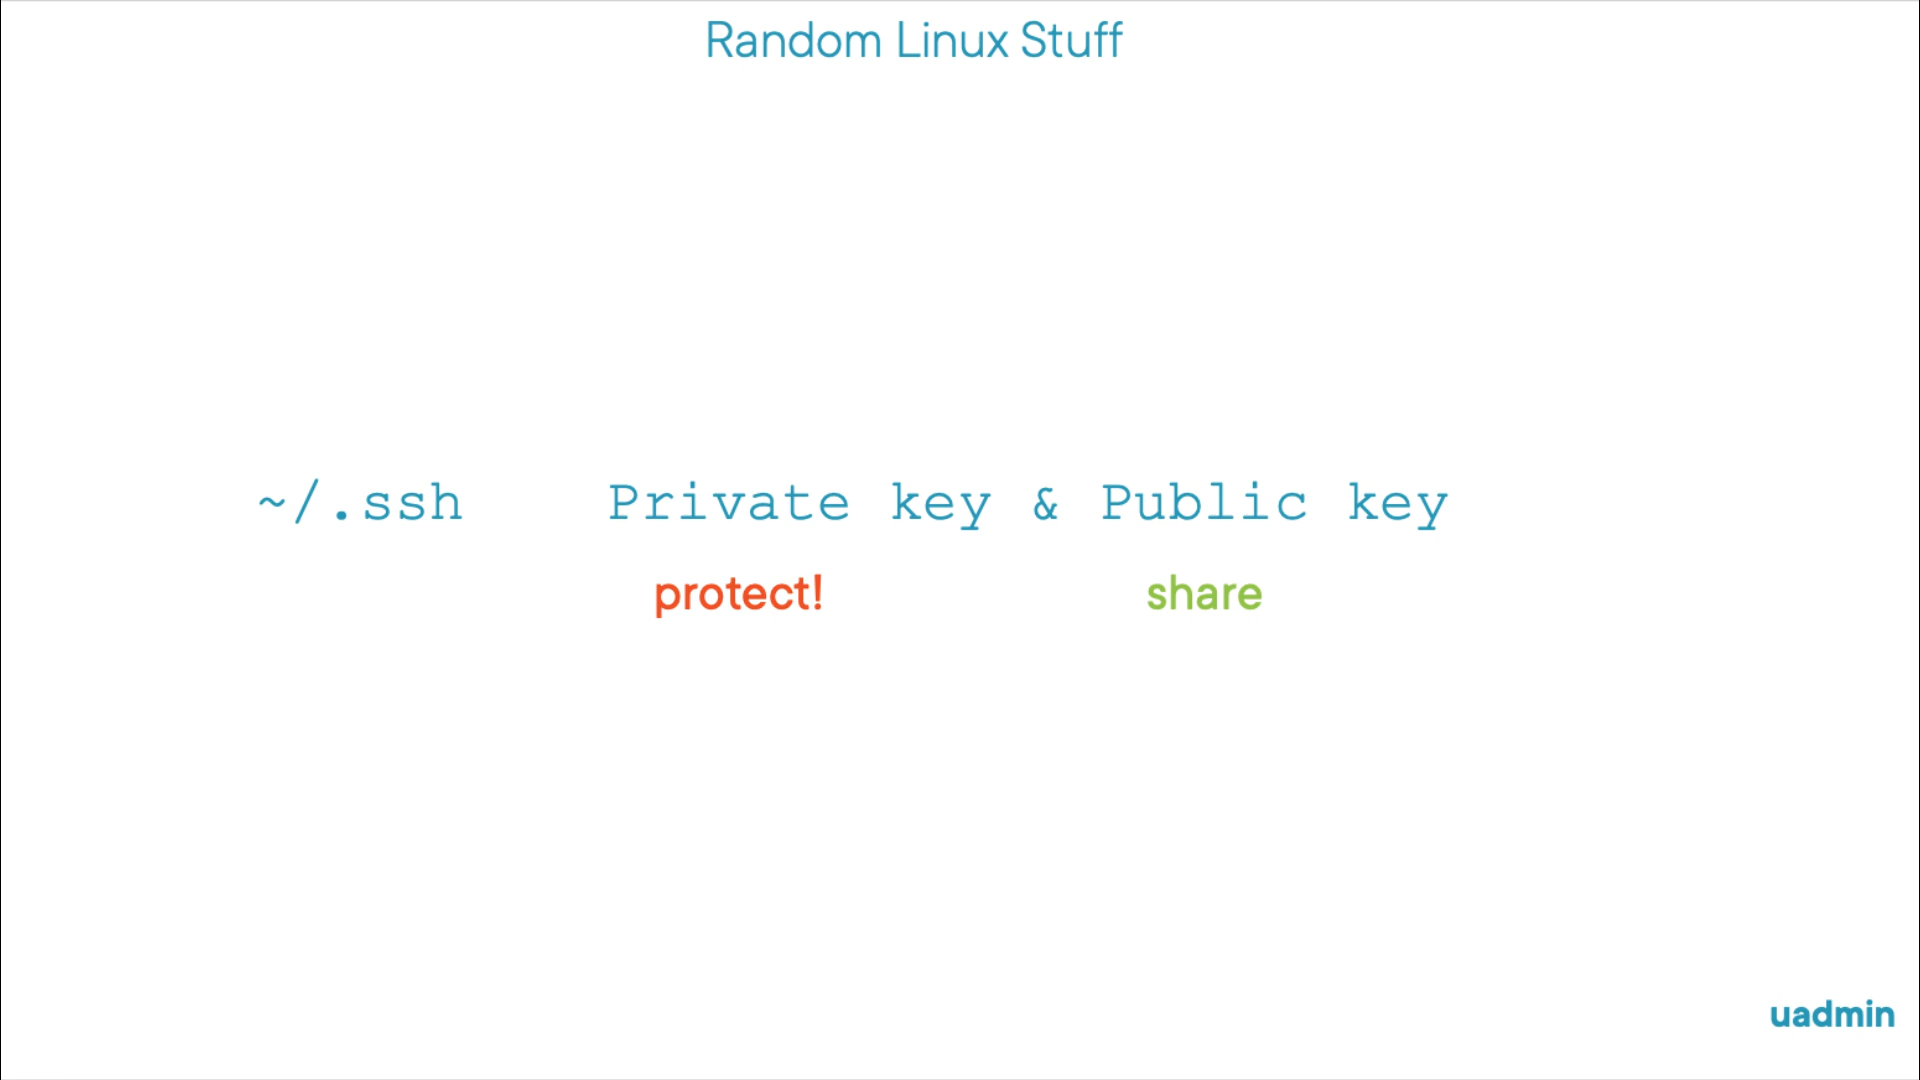 Random Linux Stuff
~/.ssh Private key & Public key
protect! share
uadmin